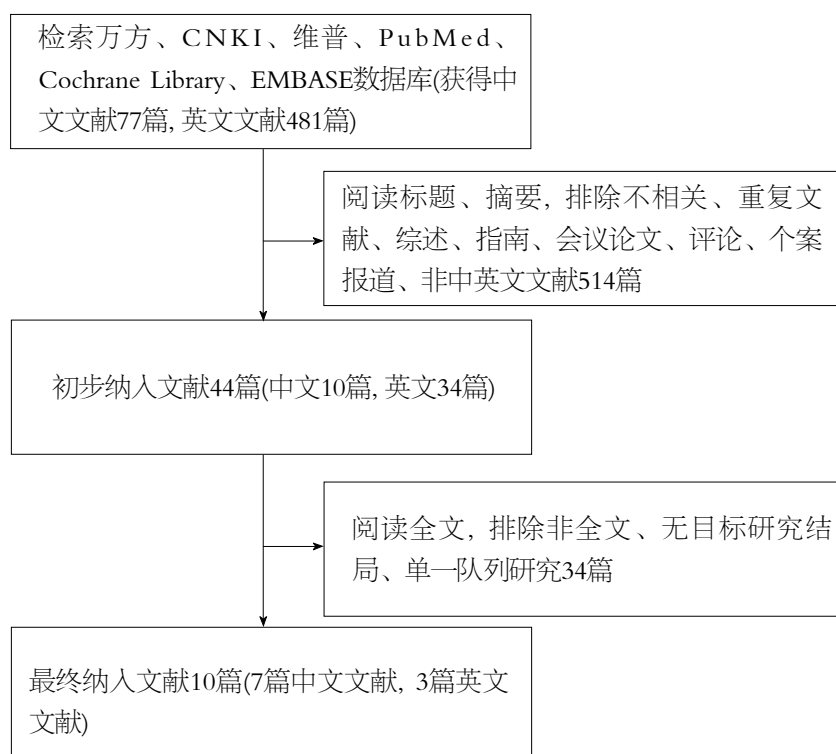 检索万方、CNKI、维普、PubMed、
Cochrane Library、EMBASE数据库(获得中
文文献77篇, 英文文献481篇)
阅读标题、摘要, 排除不相关、重复文
献、综述、指南、会议论文、评论、个案
报道、非中英文文献514篇
初步纳入文献44篇(中文10篇, 英文34篇)
阅读全文, 排除非全文、无目标研究结
局、单一队列研究34篇
最终纳入文献10篇(7篇中文文献, 3篇英文
文献)